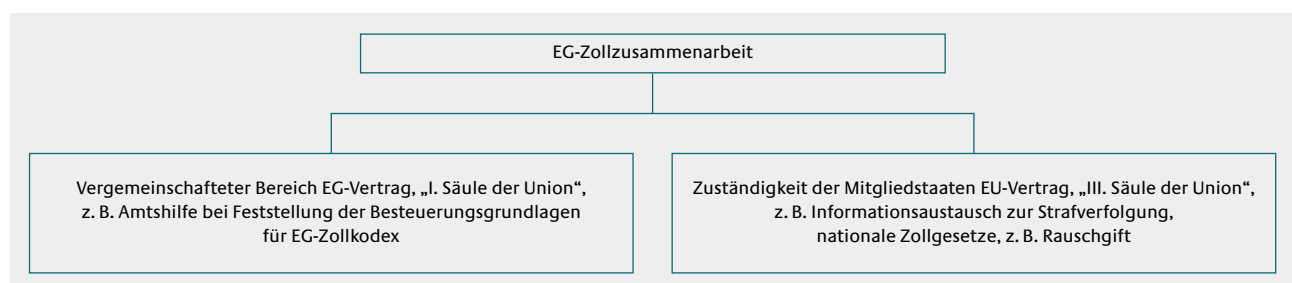 EG-Zollzusammenarbeit
Vergemeinschafteter Bereich EG-Vertrag, „I. Säule der Union“,
z. B. Amtshilfe bei Feststellung der Besteuerungsgrundlagen
für EG-Zollkodex
Zuständigkeit der Mitgliedstaaten EU-Vertrag, „III. Säule der Union“,
z. B. Informationsaustausch zur Strafverfolgung,
nationale Zollgesetze, z. B. Rauschgift